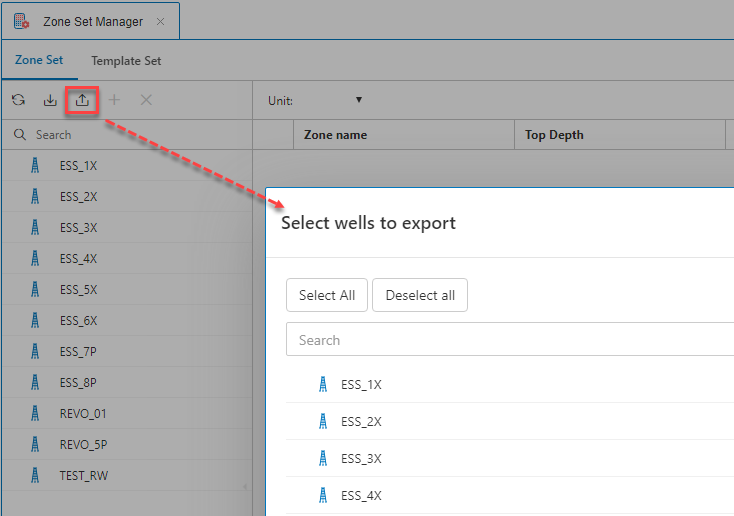 Zone Set Manager
Zone Set Template Set
Unit:
Search
Zone name Top Depth
ESS_1X
ESS_2X
ESS_3X
ESS_4X
ESS_5X
ESS_6X
ESS_7P
ESS_8P
REVO_01
REVO_5P
TEST_RW
Select wells to export
Select All Deselect all
Search
ESS_1X
ESS_2X
ESS_3X
ESS_4X